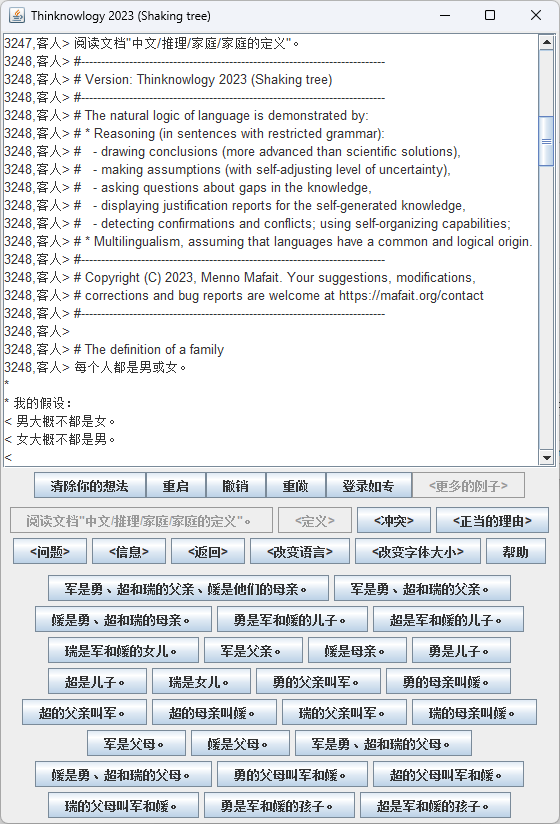 Thinknowlogy 2023 (Shaking tree)
3247,客人> 阅读文档"中文/推理/家庭/家庭的定义"。
3248,客人> #----------------------------------------------------------------------------
3248,客人> # Version: Thinknowlogy 2023 (Shaking tree)
3248,客人> #----------------------------------------------------------------------------
3248,客人> # The natural logic of language is demonstrated by:
3248,客人> # * Reasoning (in sentences with restricted grammar):
3248,客人> #   - drawing conclusions (more advanced than scientific solutions),
3248,客人> #   - making assumptions (with self-adjusting level of uncertainty),
3248,客人> #   - asking questions about gaps in the knowledge,
3248,客人> #   - displaying justification reports for the self-generated knowledge,
3248,客人> #   - detecting confirmations and conflicts; using self-organizing capabilities;
3248,客人> # * Multilingualism, assuming that languages have a common and logical origin.
3248,客人> #----------------------------------------------------------------------------
3248,客人> # Copyright (C) 2023, Menno Mafait. Your suggestions, modifications,
3248,客人> # corrections and bug reports are welcome at https://mafait.org/contact
3248,客人> #----------------------------------------------------------------------------
3248,客人>
3248,客人> # The definition of a family
3248,客人> 每个人都是男或女。
*
* 我的假设：
< 男大概不都是女。
< 女大概不都是男。
<
清除你的想法 重启 撤销 重做 登录如专 <更多的例子>
阅读文档"中文/推理/家庭/家庭的定义"。 <定义> <冲突> <正当的理由>
<问题> <信息> <返回> <改变语言> <改变字体大小> 帮助
军是勇、超和瑞的父亲、媛是他们的母亲。 军是勇、超和瑞的父亲。
媛是勇、超和瑞的母亲。 勇是军和媛的儿子。 超是军和媛的儿子。
瑞是军和媛的女儿。 军是父亲。 媛是母亲。 勇是儿子。
超是儿子。 瑞是女儿。 勇的父亲叫军。 勇的母亲叫媛。
超的父亲叫军。 超的母亲叫媛。 瑞的父亲叫军。 瑞的母亲叫媛。
军是父母。 媛是父母。 军是勇、超和瑞的父母。
媛是勇、超和瑞的父母。 勇的父母叫军和媛。 超的父母叫军和媛。
瑞的父母叫军和媛。 勇是军和媛的孩子。 超是军和媛的孩子。